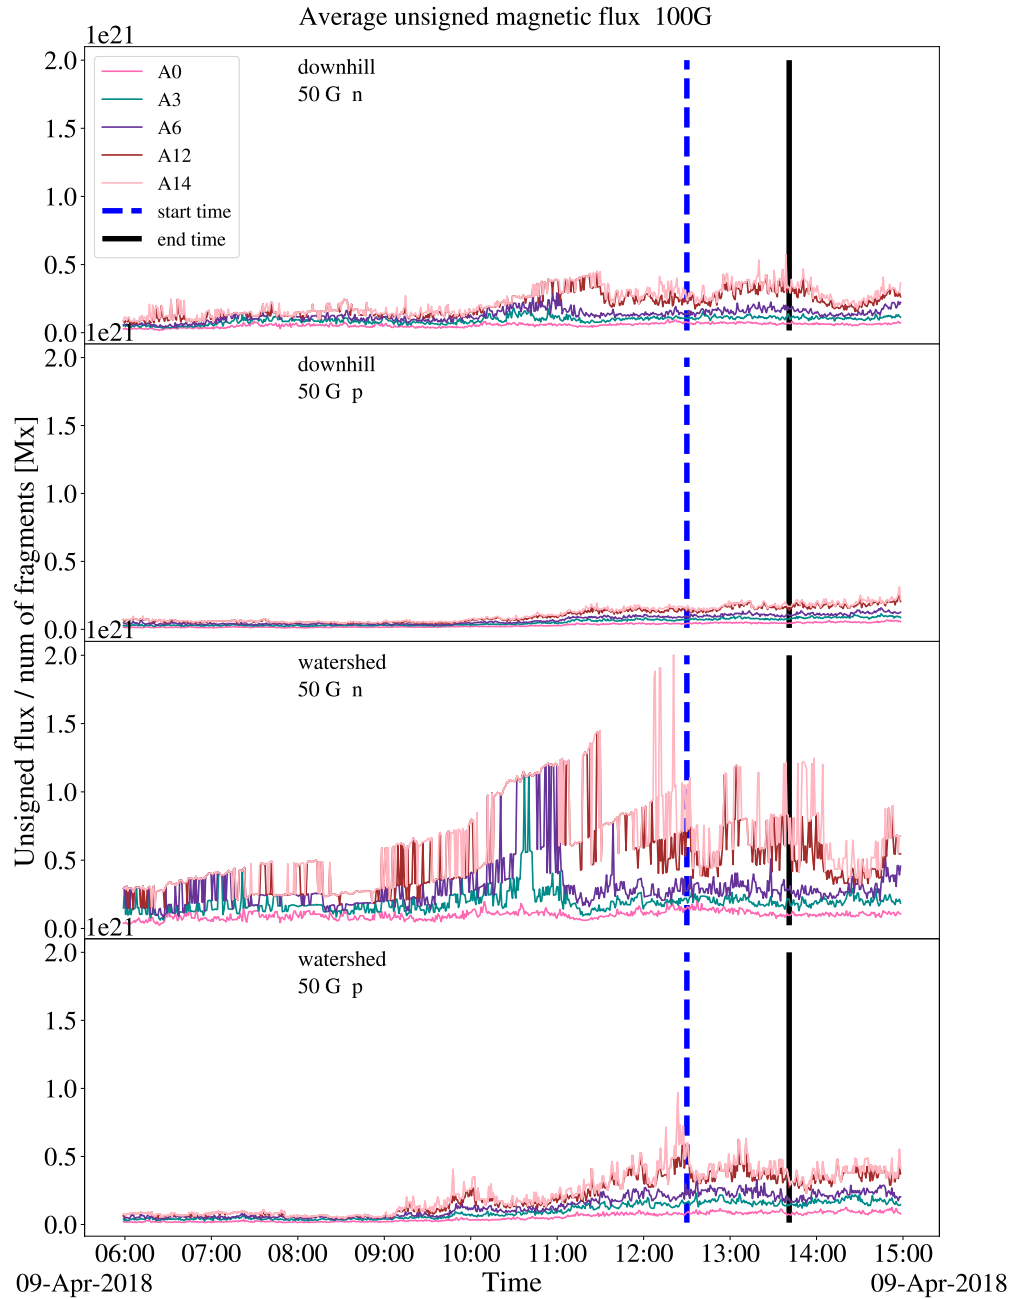 Average unsigned magnetic flux  100G
1e21
2.0
1.5
1.0
0.5
0.0
A0
A3
A6
A12
A14
start time
end time
downhill
50 G  n
1e21
2.0
1.5
1.0
0.5
0.0
downhill
50 G  p
1e21
2.0
1.5
1.0
0.5
0.0
watershed
50 G  n
1e21
2.0
1.5
1.0
0.5
0.0
watershed
50 G  p
Unsigned flux / num of fragments [Mx]
06:00 07:00 08:00 09:00 10:00 11:00 12:00 13:00 14:00 15:00
09-Apr-2018 Time 09-Apr-2018